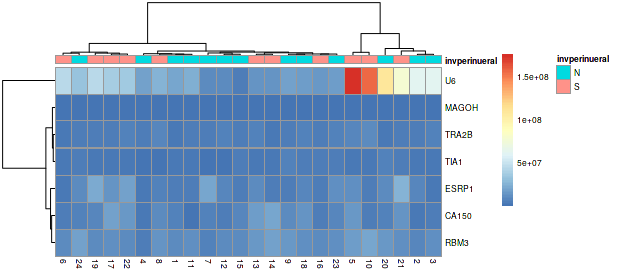 invperinueral
U6
MAGOH
TRA2B
TIA1
ESRP1
CA150
RBM3
6 24 19 17 22 4 8 1 11 7 12 15 13 14 9 18 16 23 5 10 20 21 2 3
1.5e+08
1e+08
5e+07
invperinueral
N
S